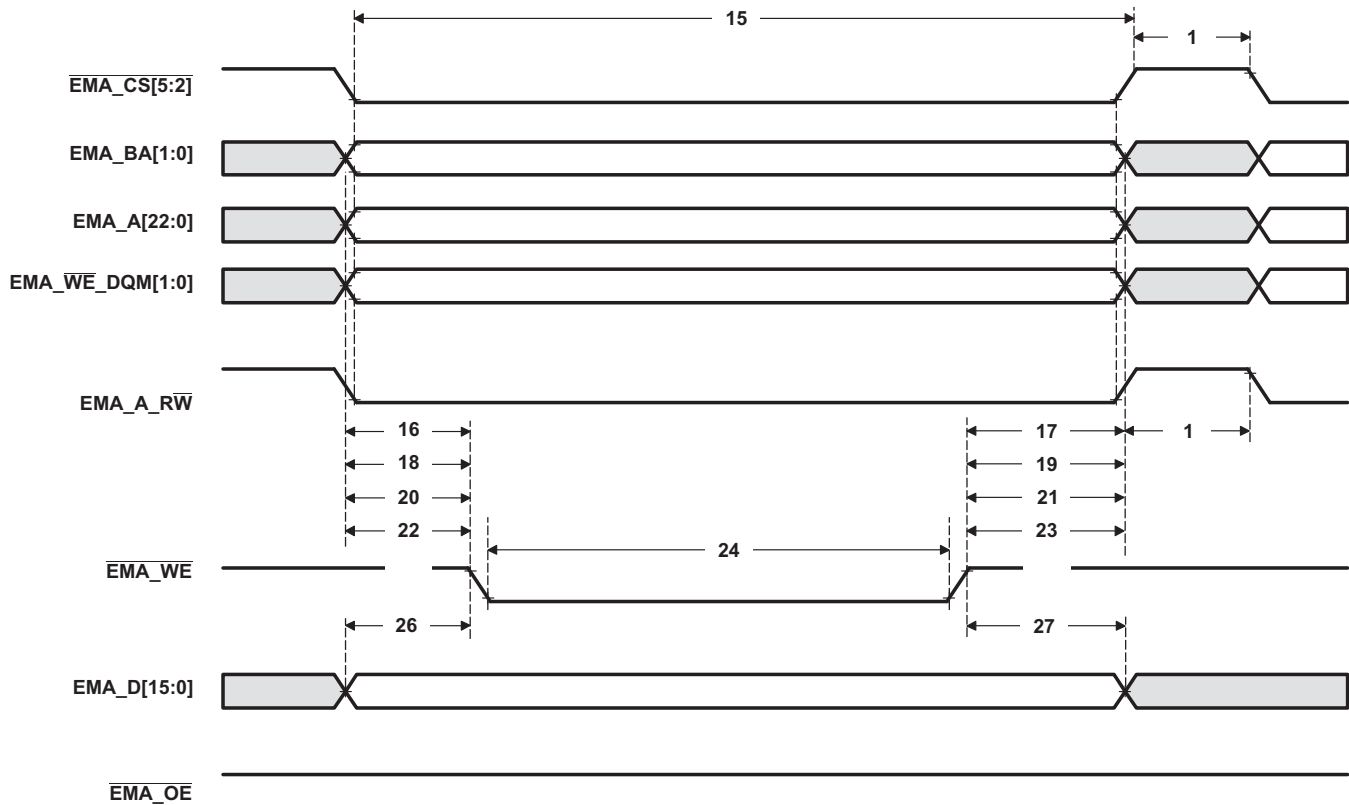 15
1
EMA_CS[5:2]
EMA_BA[1:0]
EMA_A[22:0]
EMA_WE_DQM[1:0]
EMA_A_RW
16
17
1
18
19
20
21
22
23
24
EMA_WE
26
27
EMA_D[15:0]
EMA_OE